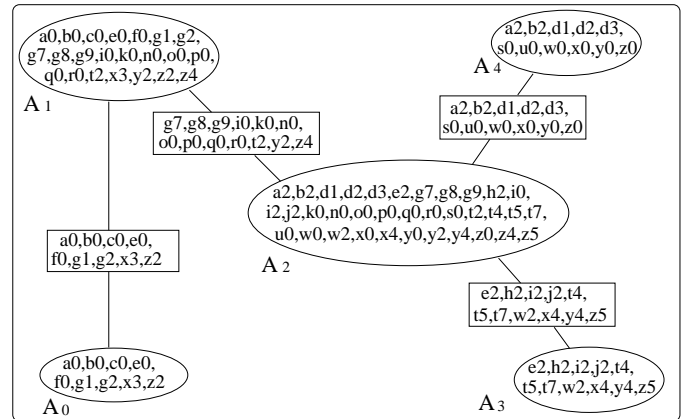 a0,b0,c0,e0,f0,g1,g2,
g7,g8,g9,i0,k0,n0,o0,p0,
q0,r0,t2,x3,y2,z2,z4
A 1
a2,b2,d1,d2,d3,
s0,u0,w0,x0,y0,z0
A 4
g7,g8,g9,i0,k0,n0,
o0,p0,q0,r0,t2,y2,z4
a2,b2,d1,d2,d3,
s0,u0,w0,x0,y0,z0
a2,b2,d1,d2,d3,e2,g7,g8,g9,h2,i0,
i2,j2,k0,n0,o0,p0,q0,r0,s0,t2,t4,t5,t7,
u0,w0,w2,x0,x4,y0,y2,y4,z0,z4,z5
A 2
a0,b0,c0,e0,
f0,g1,g2,x3,z2
e2,h2,i2,j2,t4,
t5,t7,w2,x4,y4,z5
a0,b0,c0,e0,
f0,g1,g2,x3,z2
A 0
e2,h2,i2,j2,t4,
t5,t7,w2,x4,y4,z5
A 3